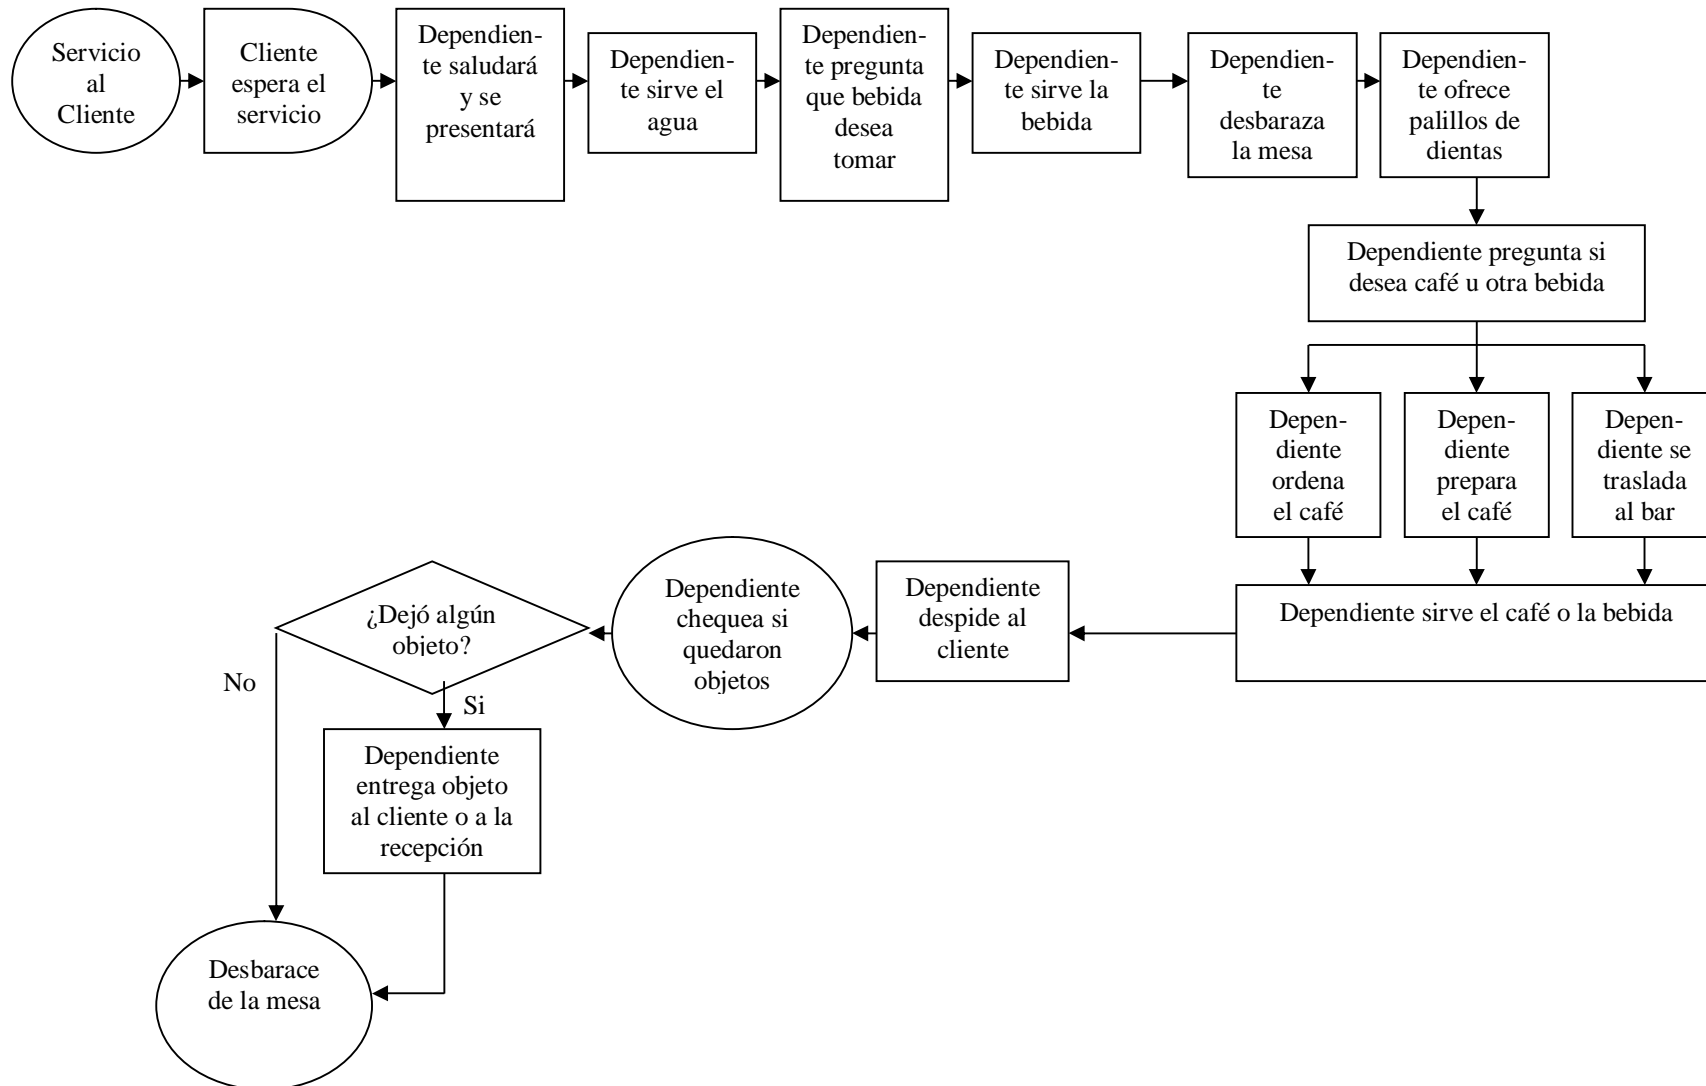 Servicio
al
Cliente
Cliente
espera el
servicio
Dependien-
te saludará
y se
presentará
Dependien-
te sirve el
agua
Dependien-
te pregunta
que bebida
desea
tomar
Dependien-
te sirve la
bebida
Dependien-
te
desbaraza
la mesa
Dependien-
te ofrece
palillos de
dientas
Dependiente pregunta si
desea café u otra bebida
Depen-
diente
ordena
el café
Depen-
diente
prepara
el café
Depen-
diente se
traslada
al bar
Dependiente sirve el café o la bebida
Dependiente
despide al
cliente
Dependiente
chequea si
quedaron
objetos
¿Dejó algún
objeto?
No
Si
Dependiente
entrega objeto
al cliente o a la
recepción
Desbarace
de la mesa